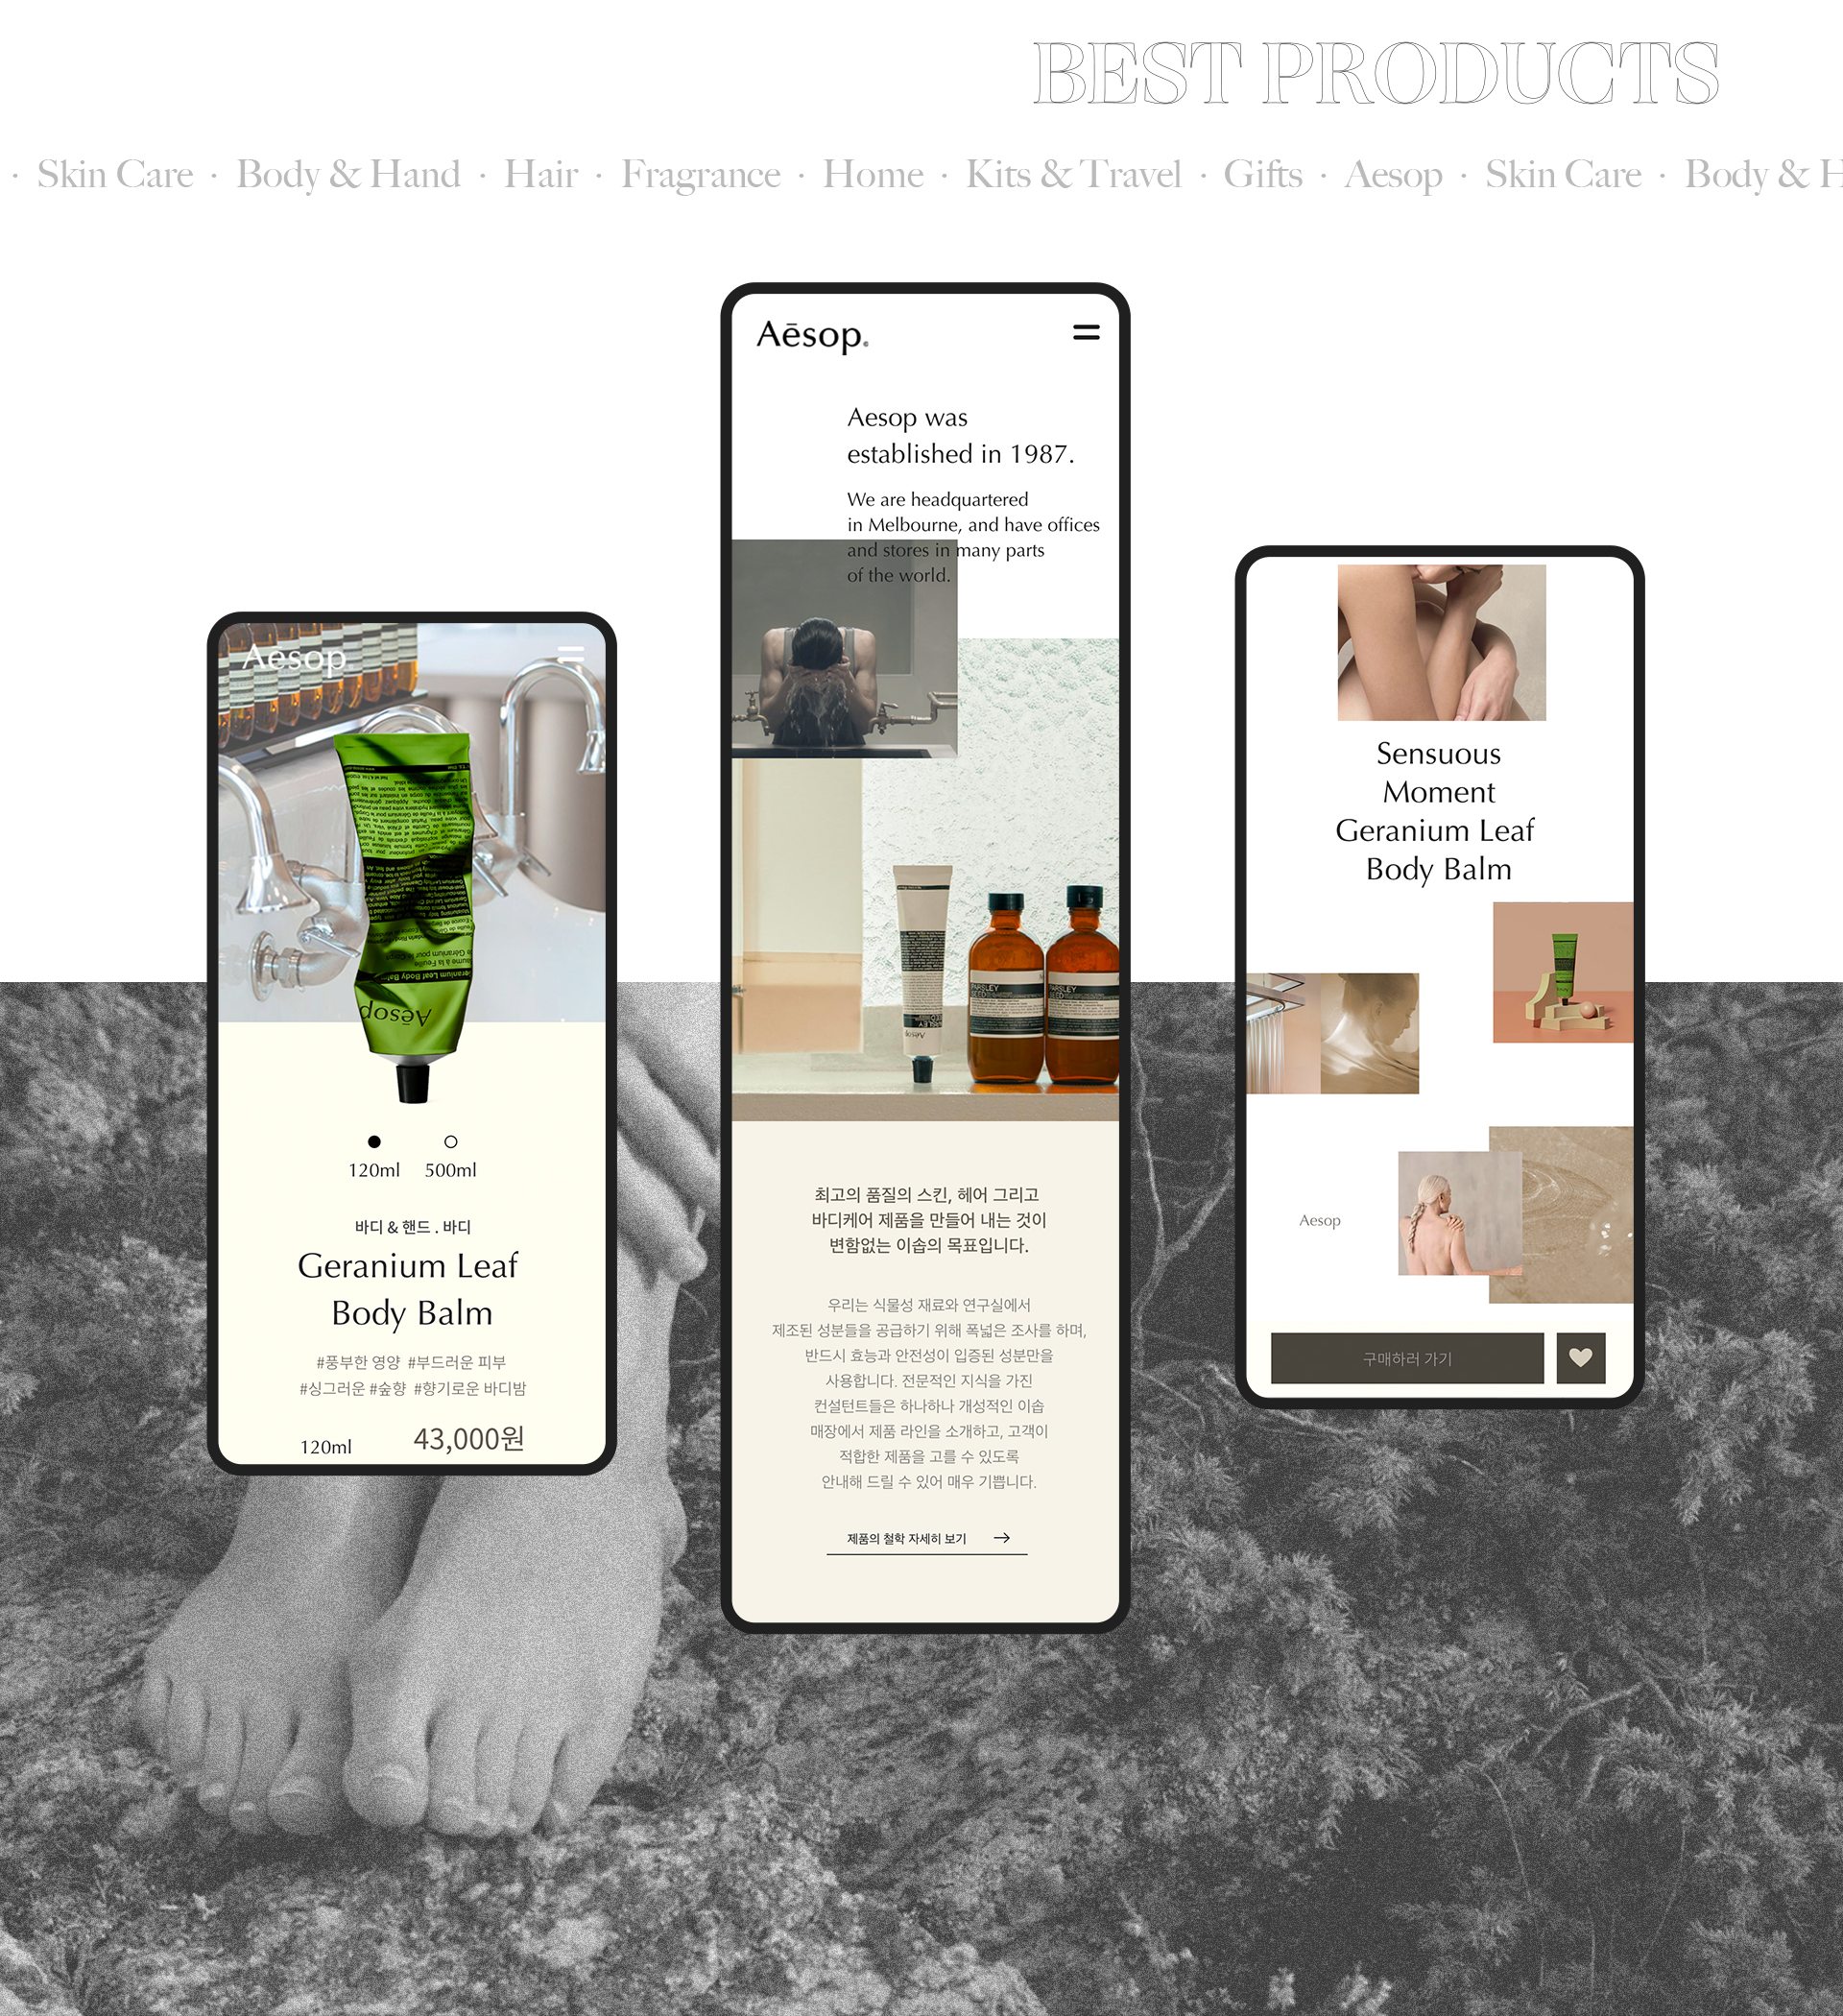 BEST PRODUCTS
· Skin Care · Body & Hand · Hair · Fragrance · Home · Kits & Travel · Gifts · Aesop · Skin Care · Body & H
Aēsop
Aēsop
120ml 500ml
바디 & 핸드 . 바디
Geranium Leaf
Body Balm
#풍부한 영양 #부드러운 피부
#싱그러운 #숲향 #향기로운 바디밤
120ml 43,000원
Aēsop®
Aesop was
established in 1987.
We are headquartered
in Melbourne, and have offices
and stores in many parts
of the world.
PARSLEY
SEED
PARSLEY
SEED
Aēsop
최고의 품질의 스킨, 헤어 그리고
바디케어 제품을 만들어 내는 것이
변함없는 이솝의 목표입니다.
우리는 식물성 재료와 연구실에서
제조된 성분들을 공급하기 위해 폭넓은 조사를 하며,
반드시 효능과 안전성이 입증된 성분만을
사용합니다. 전문적인 지식을 가진
컨설턴트들은 하나하나 개성적인 이솝
매장에서 제품 라인을 소개하고, 고객이
적합한 제품을 고를 수 있도록
안내해 드릴 수 있어 매우 기쁩니다.
제품의 철학 자세히 보기 →
Sensuous
Moment
Geranium Leaf
Body Balm
Aesop
구매하러 가기